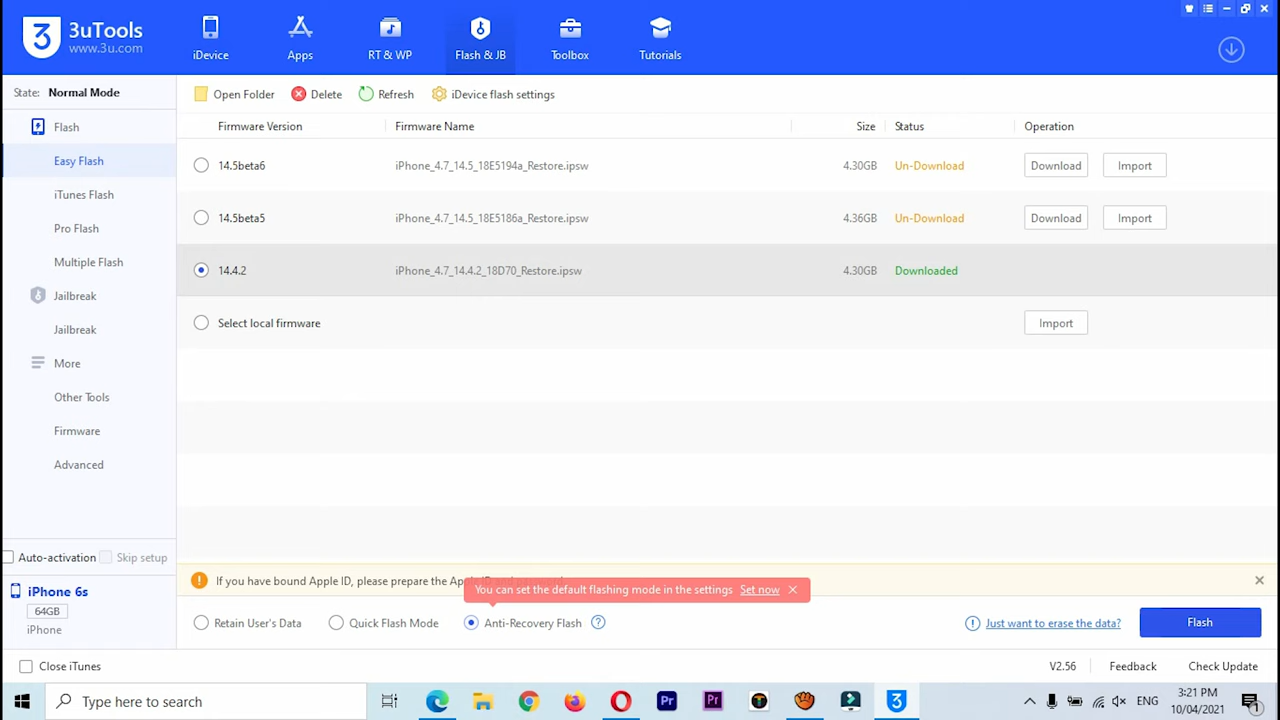 3 3uTools
www.3u.com
iDevice
Apps
RT & WP
Flash & JB
Toolbox
Tutorials
State: Normal Mode
Open Folder
Delete
Refresh
iDevice flash settings
Flash
Easy Flash
iTunes Flash
Pro Flash
Multiple Flash
Jailbreak
Jailbreak
More
Other Tools
Firmware
Advanced
Firmware Version Firmware Name Size Status Operation
14.5beta6 iPhone_4.7_14.5_18E5194a_Restore.ipsw 4.30GB Un-Download Download Import
14.5beta5 iPhone_4.7_14.5_18E5186a_Restore.ipsw 4.36GB Un-Download Download Import
14.4.2 iPhone_4.7_14.4.2_18D70_Restore.ipsw 4.30GB Downloaded
Select local firmware Import
Auto-activation Skip setup
iPhone 6s
64GB
iPhone
If you have bound Apple ID, please prepare the
You can set the default flashing mode in the settings Set now
Retain User's Data Quick Flash Mode Anti-Recovery Flash ? Just want to erase the data? Flash
Close iTunes V2.56 Feedback Check Update
Type here to search
Pr Pr 3
ENG
3:21 PM
10/04/2021
1